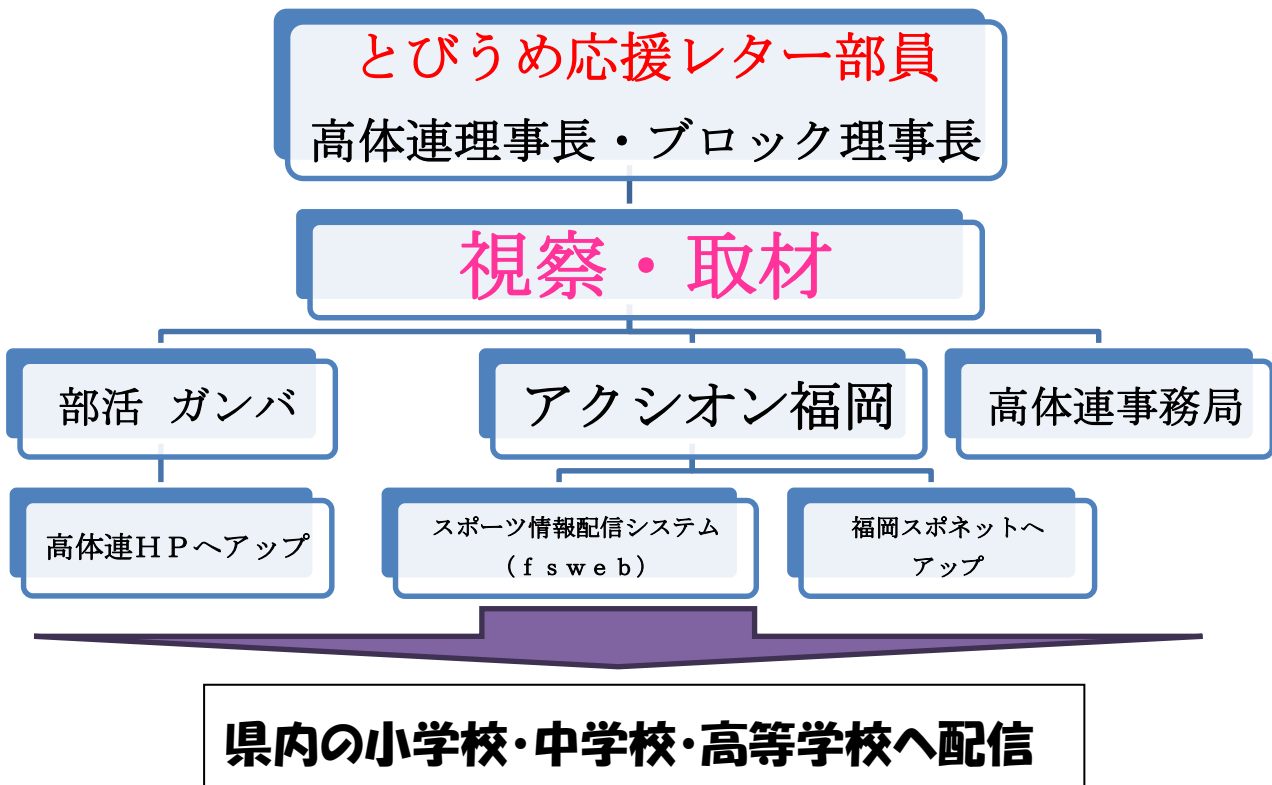 とびうめ応援レター部員
高体連理事長・ブロック理事長
視察・取材
部活 ガンバ
アクシオン福岡
高体連事務局
高体連ＨＰへアップ
スポーツ情報配信システム
（ｆｓｗｅｂ）
福岡スポネットへ
アップ
県内の小学校・中学校・高等学校へ配信